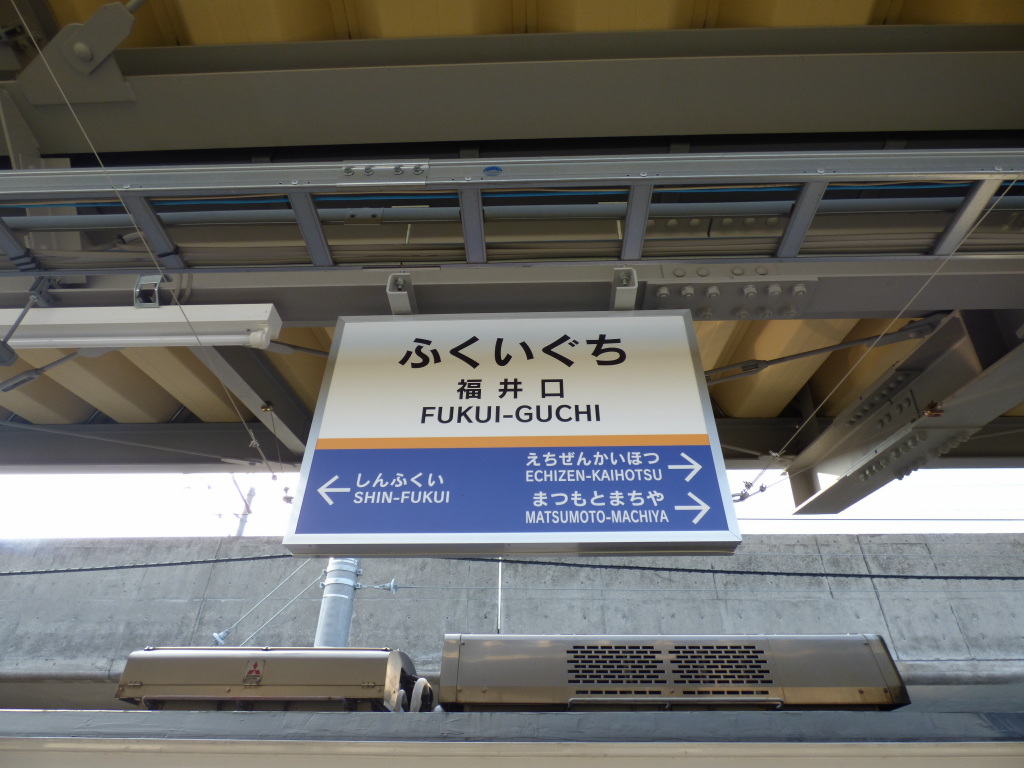 ふくいぐち
福井口
FUKUI-GUCHI
← しんふくい
SHIN-FUKUI
えちぜんかいほつ →
ECHIZEN-KAIHOTSU
まつもとまちや →
MATSUMOTO-MACHIYA